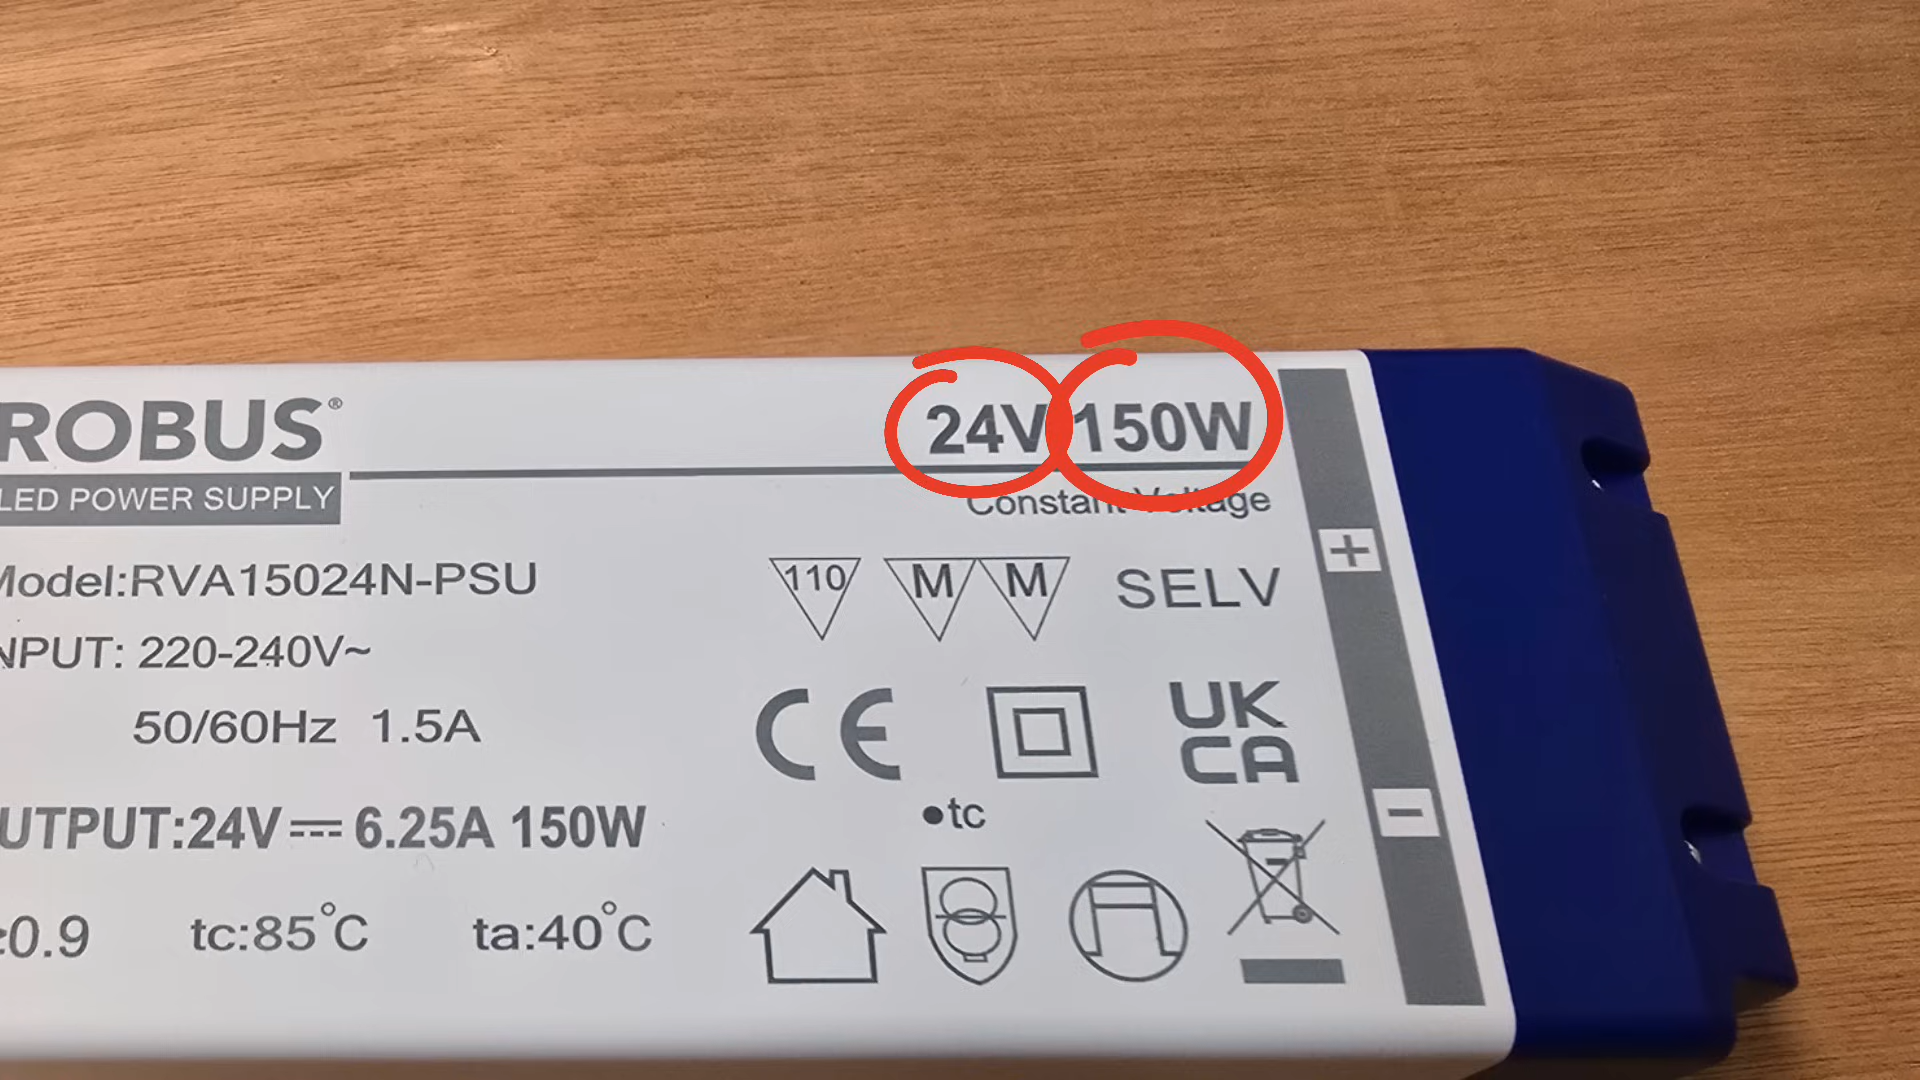 ROBUS®
LED POWER SUPPLY
24V 150W
Constant Voltage
Model:RVA15024N-PSU
INPUT: 220-240V~
50/60Hz 1.5A
OUTPUT:24V⎓6.25A 150W
≥0.9 tc:85°C ta:40°C
110 M M SELV
+
CE UK
CA
•tc
-